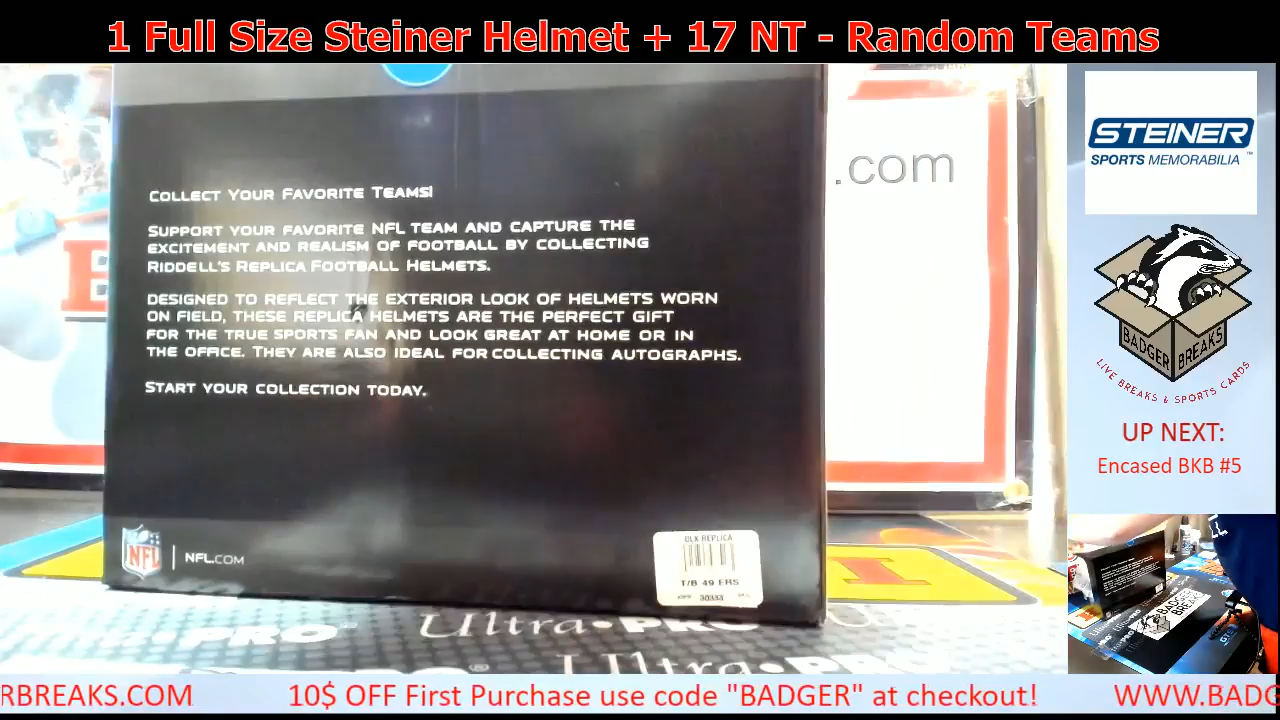 1 Full Size Steiner Helmet + 17 NT - Random Teams
.com
COLLECT YOUR FAVORITE TEAMS!
SUPPORT YOUR FAVORITE NFL TEAM AND CAPTURE THE
EXCITEMENT AND REALISM OF FOOTBALL BY COLLECTING
RIDDELL'S REPLICA FOOTBALL HELMETS.
DESIGNED TO REFLECT THE EXTERIOR LOOK OF HELMETS WORN
ON FIELD, THESE REPLICA HELMETS ARE THE PERFECT GIFT
FOR THE TRUE SPORTS FAN AND LOOK GREAT AT HOME OR IN
THE OFFICE. THEY ARE ALSO IDEAL FOR COLLECTING AUTOGRAPHS.
START YOUR COLLECTION TODAY.
NFL
NFL.COM
DLX REPLICA
T/B 49 ERS
30333
Ultra•PRO
Ultra•PRO
STEINER
SPORTS MEMORABILIA™
BADGER BREAKS
LIVE BREAKS & SPORTS CARDS
UP NEXT:
Encased BKB #5
RBREAKS.COM 10$ OFF First Purchase use code "BADGER" at checkout! WWW.BADG